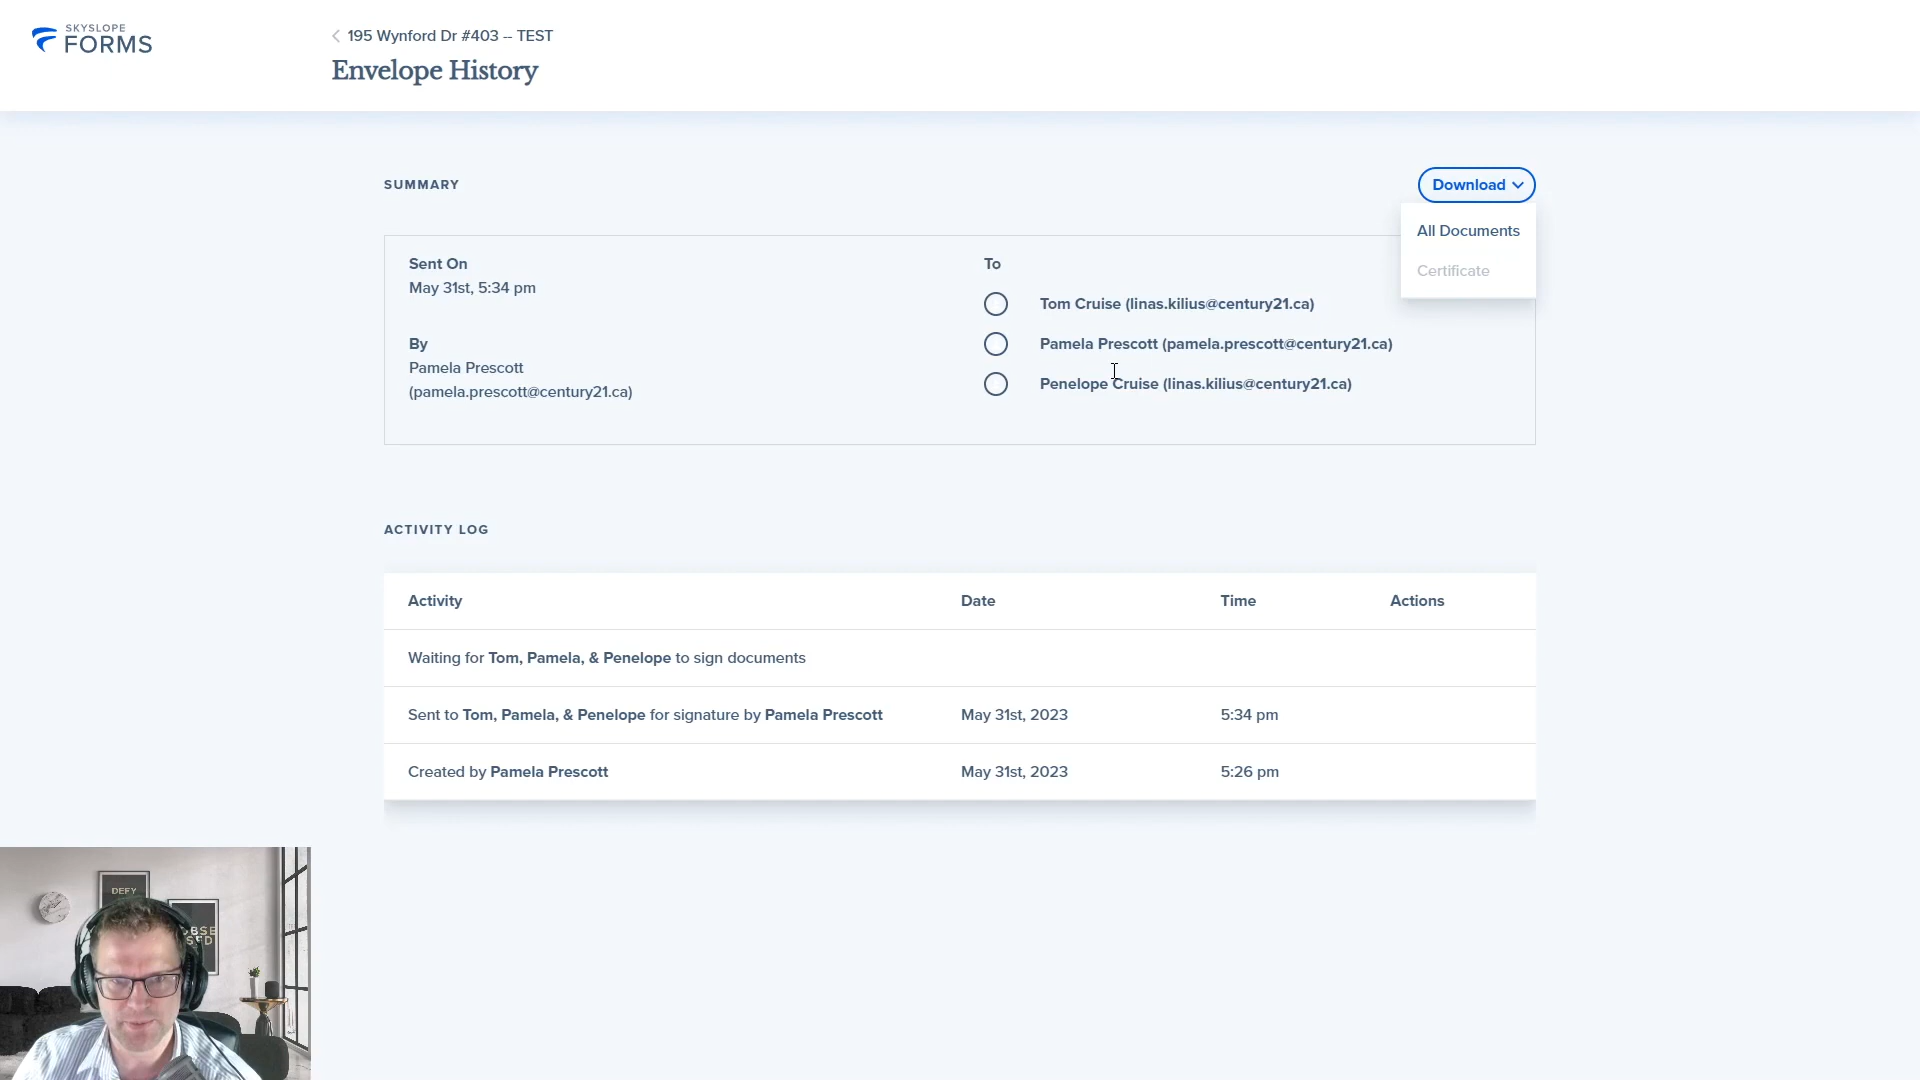 SKYSLOPE
FORMS
195 Wynford Dr #403 -- TEST
Envelope History
SUMMARY
Download
All Documents
Certificate
Sent On
May 31st, 5:34 pm
By
Pamela Prescott
(pamela.prescott@century21.ca)
To
Tom Cruise (linas.kilius@century21.ca)
Pamela Prescott (pamela.prescott@century21.ca)
Penelope Cruise (linas.kilius@century21.ca)
ACTIVITY LOG
Activity Date Time Actions
Waiting for Tom, Pamela, & Penelope to sign documents
Sent to Tom, Pamela, & Penelope for signature by Pamela Prescott May 31st, 2023 5:34 pm
Created by Pamela Prescott May 31st, 2023 5:26 pm
DEFY